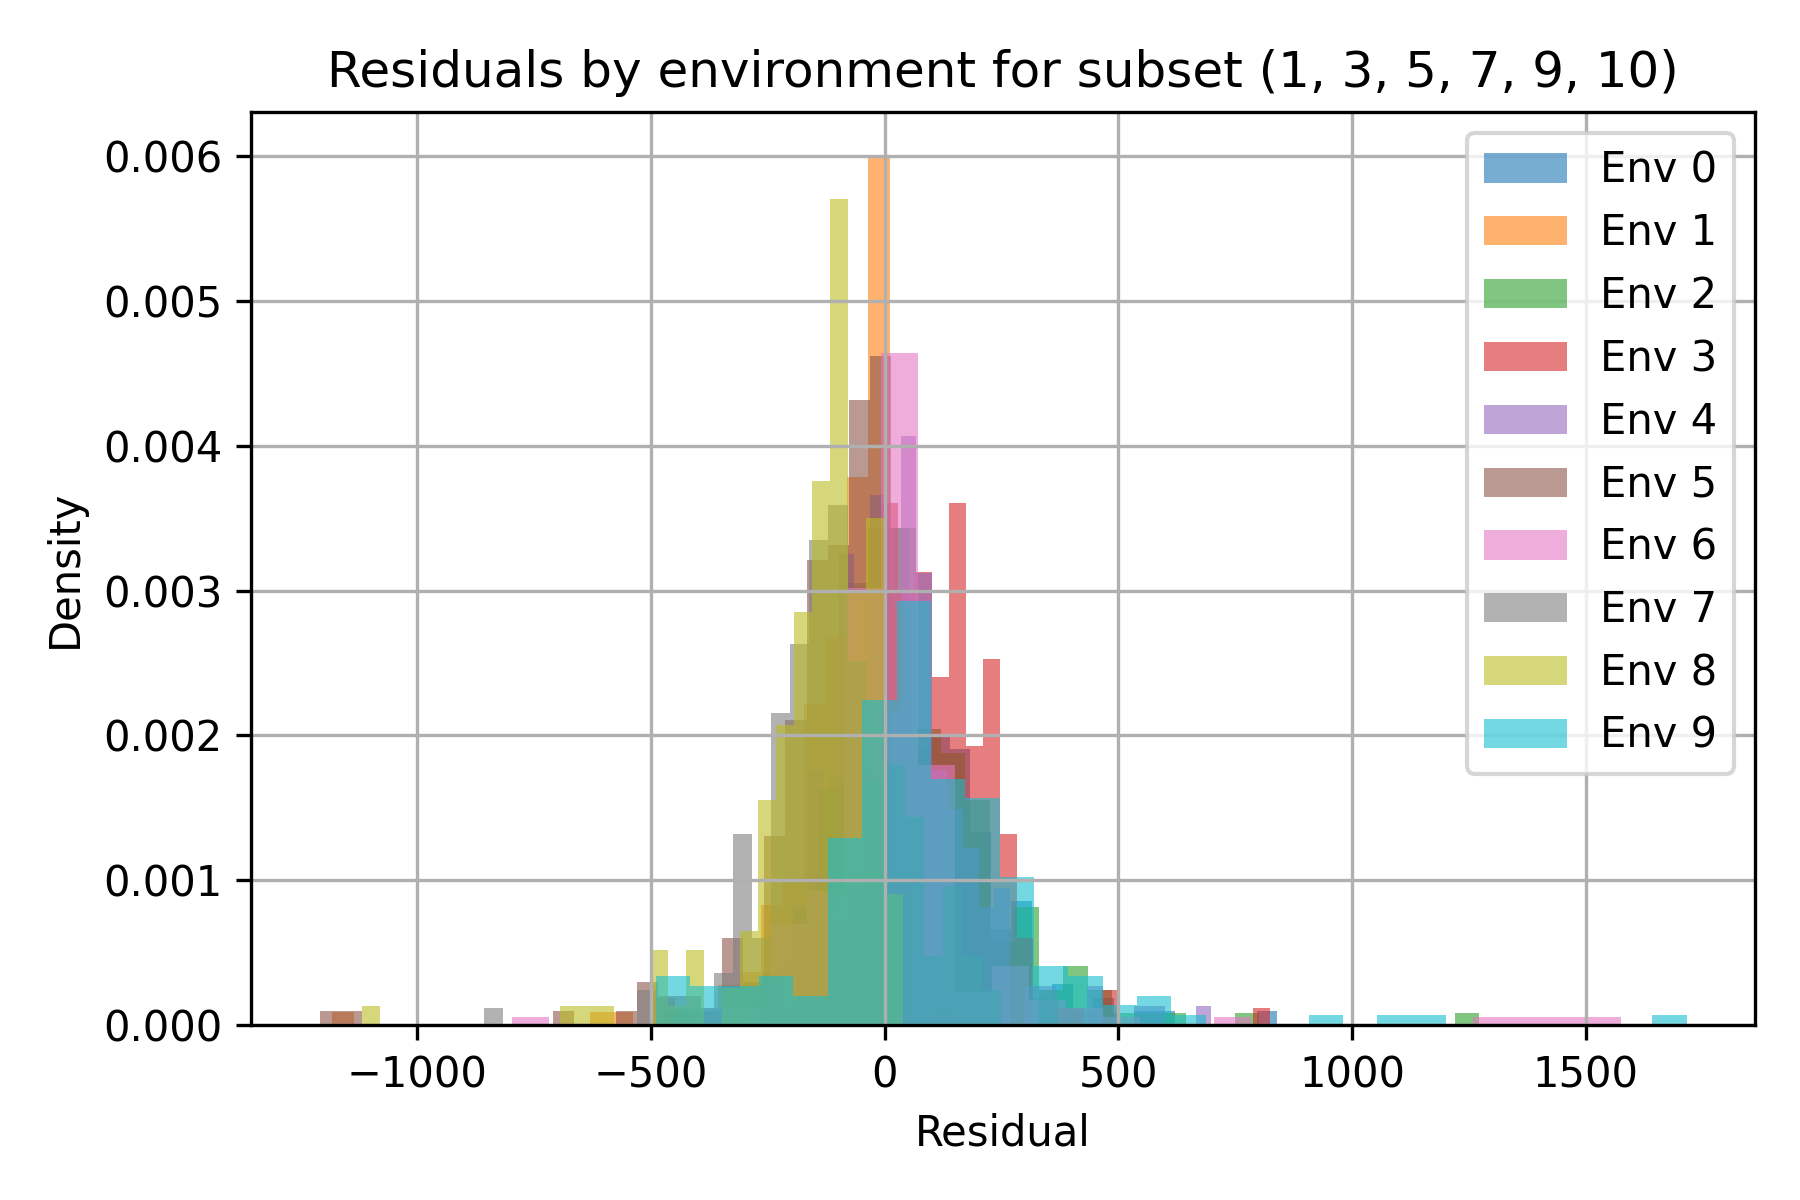 Residuals by environment for subset (1, 3, 5, 7, 9, 10)
0.006
0.005
0.004
0.003
0.002
0.001
0.000
Density
−1000
−500
0
500
1000
1500
Residual
Env 0
Env 1
Env 2
Env 3
Env 4
Env 5
Env 6
Env 7
Env 8
Env 9